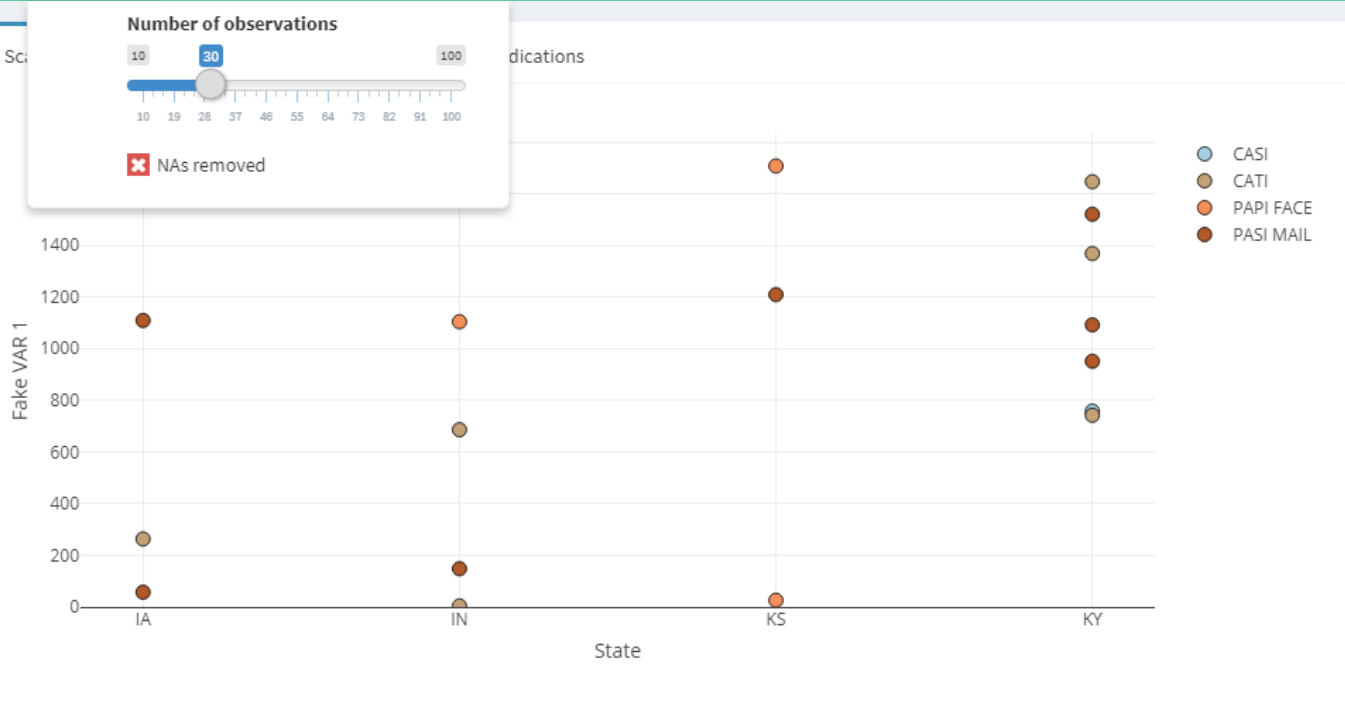 Number of observations
10 30 100
10 19 28 37 46 55 64 73 82 91 100
NAs removed
CASI
CATI
PAPI FACE
PASI MAIL
1400
1200
1000
800
600
400
200
0
Fake VAR 1
IA IN KS KY
State